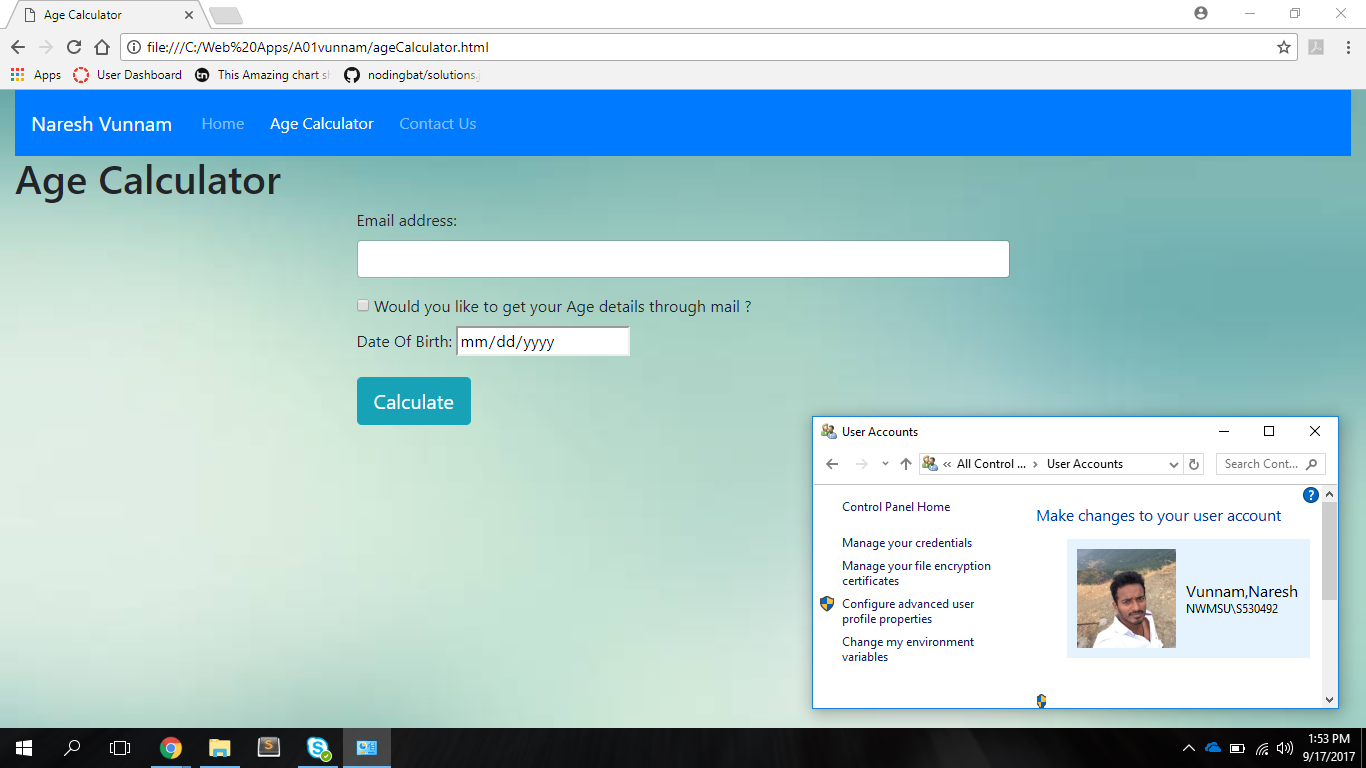 Age Calculator
file:///C:/Web%20Apps/A01vunnam/ageCalculator.html
Apps User Dashboard This Amazing chart sh nodingbat/solutions.j
Naresh Vunnam Home Age Calculator Contact Us
Age Calculator
Email address:
Would you like to get your Age details through mail ?
Date Of Birth: mm/dd/yyyy
Calculate
User Accounts
« All Control ... › User Accounts
Search Cont...
Control Panel Home
Manage your credentials
Manage your file encryption
certificates
Configure advanced user
profile properties
Change my environment
variables
Make changes to your user account
Vunnam,Naresh
NWMSU\S530492
1:53 PM
9/17/2017